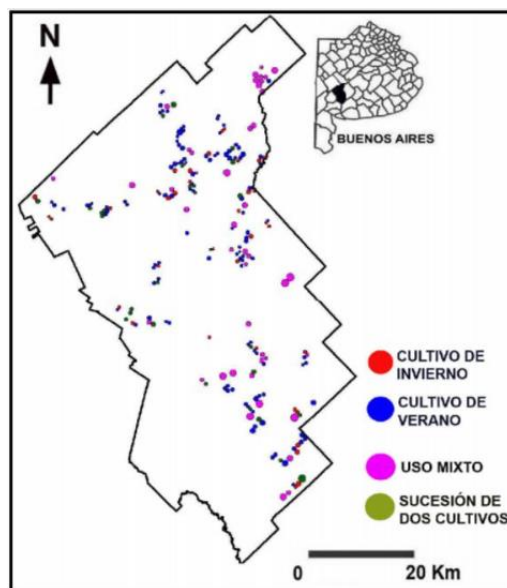 N
BUENOS AIRES
CULTIVO DE
INVIERNO
CULTIVO DE
VERANO
USO MIXTO
SUCESIÓN DE
DOS CULTIVOS
0 20 Km